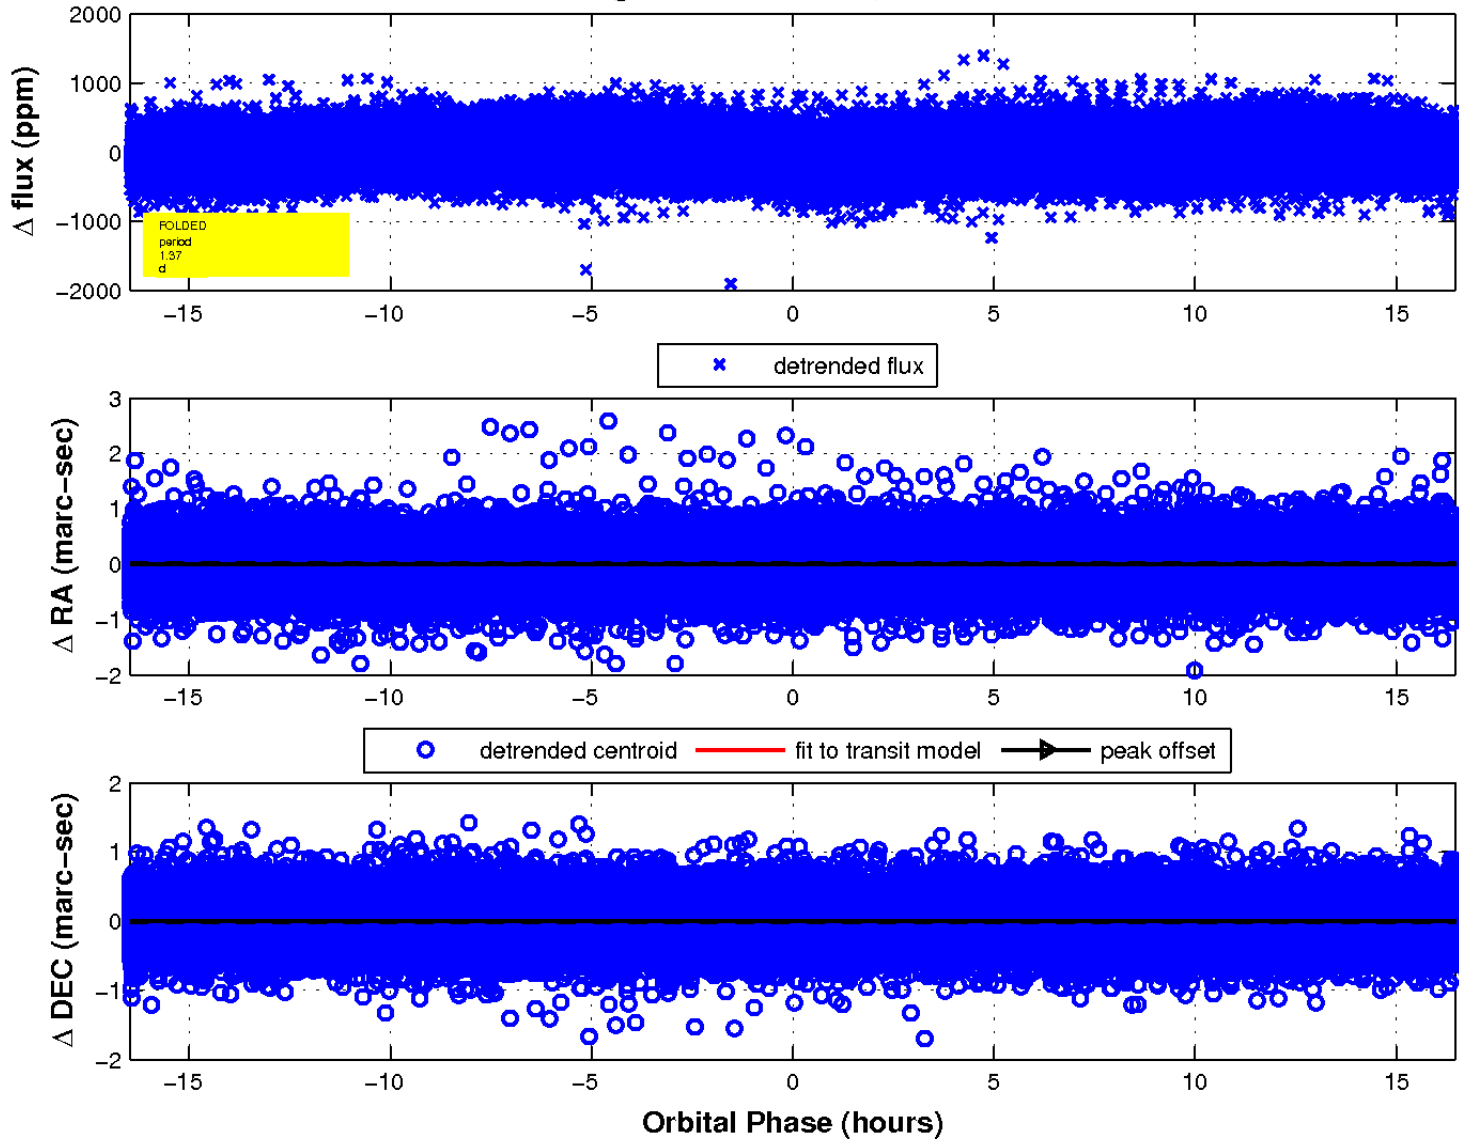 2000
1000
0
−1000
−2000
Δ flux (ppm)
FOLDED
period
1.37
d
−15 −10 −5 0 5 10 15
detrended flux
3
2
1
0
−1
−2
Δ RA (marc−sec)
−15 −10 −5 0 5 10 15
detrended centroid fit to transit model peak offset
2
1
0
−1
−2
Δ DEC (marc−sec)
−15 −10 −5 0 5 10 15
Orbital Phase (hours)